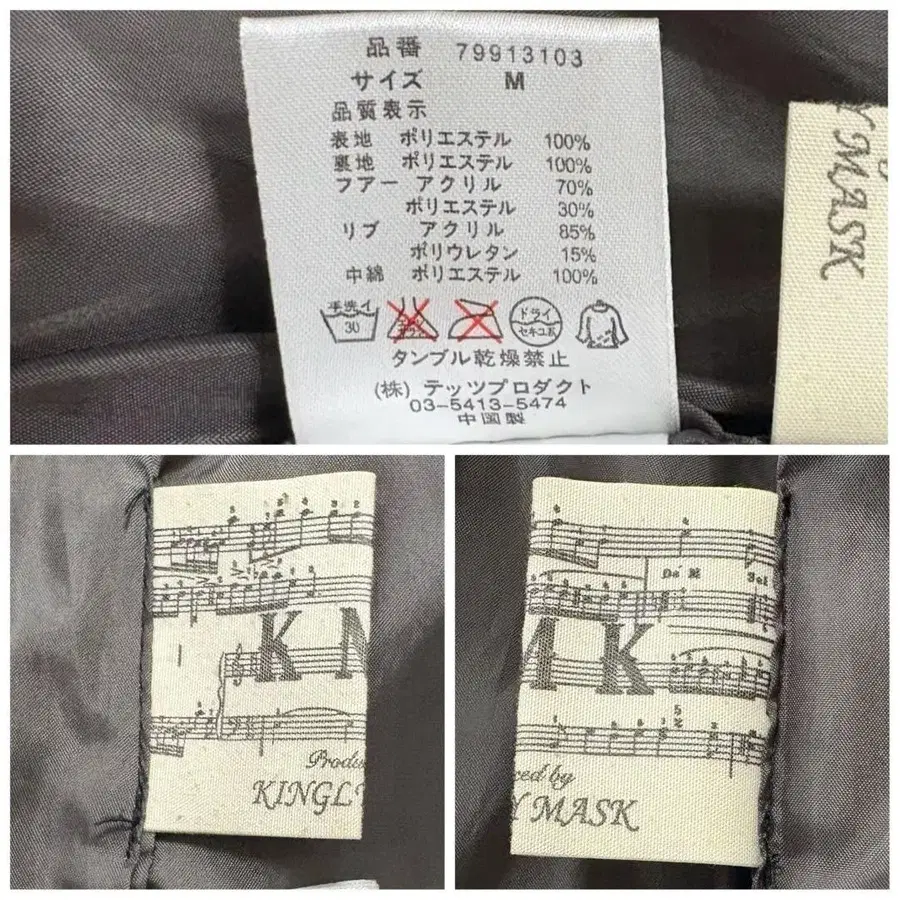 品番 79913103
サイズ M
品質表示
表地 ポリエステル 100%
裏地 ポリエステル 100%
フアー アクリル 70%
ポリエステル 30%
リブ アクリル 85%
ポリウレタン 15%
中綿 ポリエステル 100%
手洗イ
30
ドライ
セキユ系
タンブル乾燥禁止
(株) テッツプロダクト
03-5413-5474
中国製
Y MASK
K M
Produ
KINGLY
M K
ced by
Y MASK